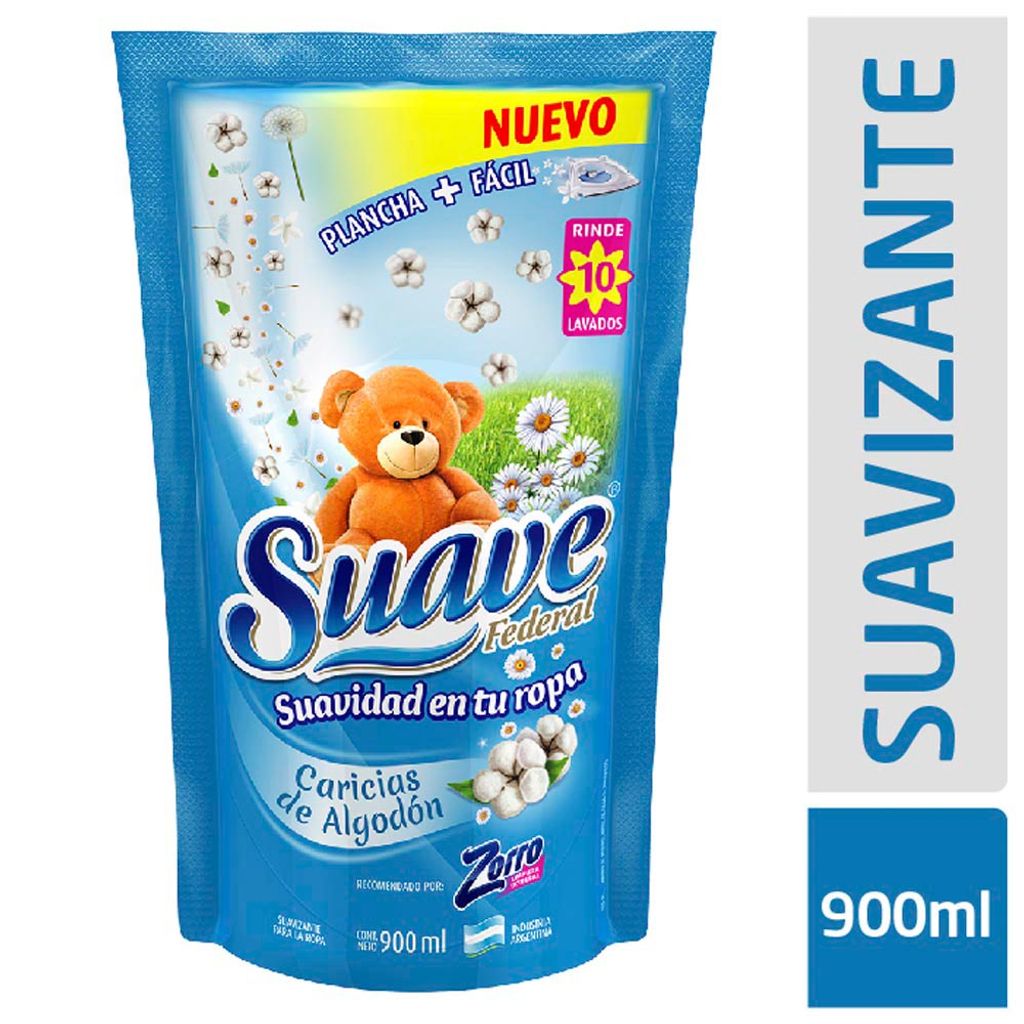 NUEVO
PLANCHA + FÁCIL
RINDE
10
LAVADOS
Suave®
Federal
Suavidad en tu ropa
Caricias
de Algodón
RECOMENDADO POR:
Zorro
SUAVIZANTE
PARA LA ROPA
CONT.
NETO 900 ml
INDUSTRIA
ARGENTINA
SUAVIZANTE
900ml